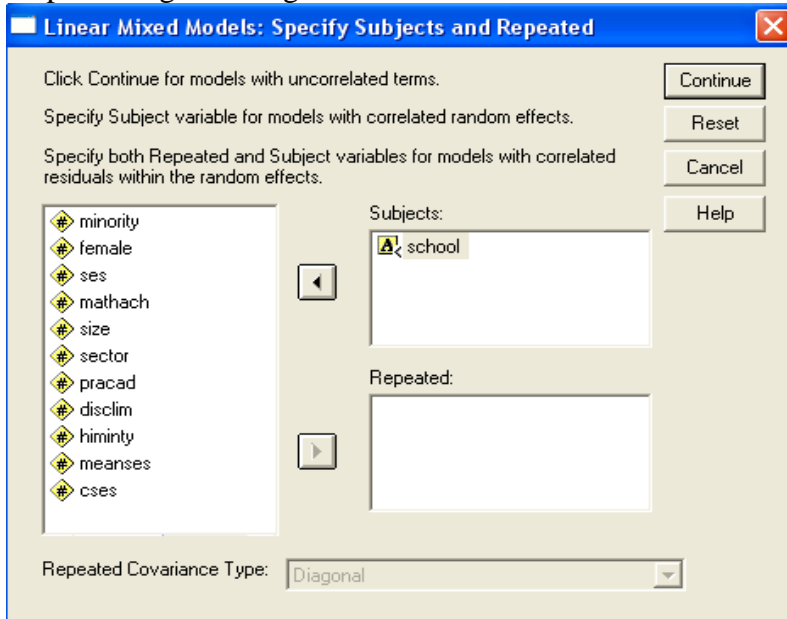 Linear Mixed Models: Specify Subjects and Repeated
Click Continue for models with uncorrelated terms.
Continue
Specify Subject variable for models with correlated random effects.
Reset
Specify both Repeated and Subject variables for models with correlated
residuals within the random effects.
Cancel
Help
Subjects:
minority
female
ses
mathach
size
sector
pracad
disclim
himinty
meanses
cses
school
Repeated:
Repeated Covariance Type:
Diagonal